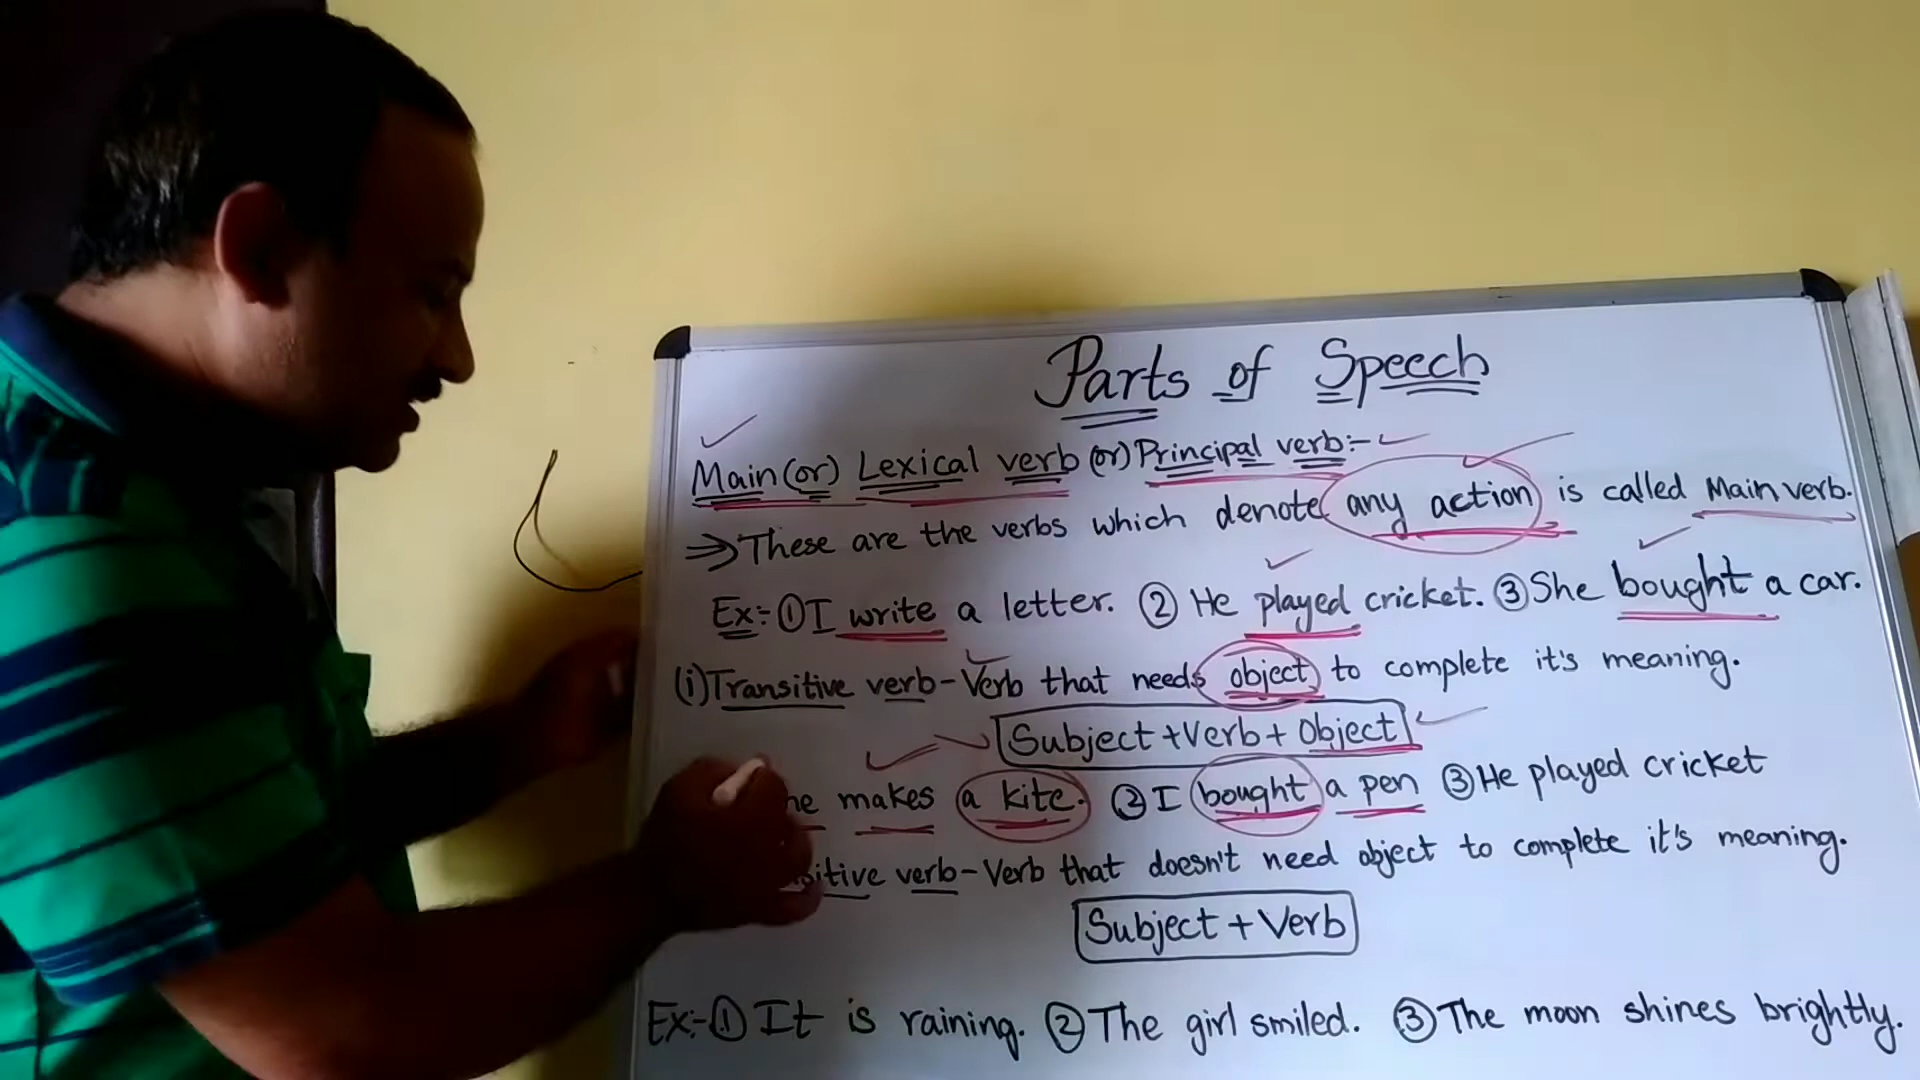 Parts of Speech
Main (or) Lexical verb (or) Principal verb:-
⇒ These are the verbs which denote any action is called Main verb.
Ex:- ① I write a letter. ② He played cricket. ③ She bought a car.
(i) Transitive verb - Verb that needs object to complete it's meaning.
Subject + Verb + Object
makes a kite. ② I bought a pen ③ He played cricket
verb - Verb that doesn't need object to complete it's meaning.
Subject + Verb
Ex:- ① It is raining. ② The girl smiled. ③ The moon shines brightly.